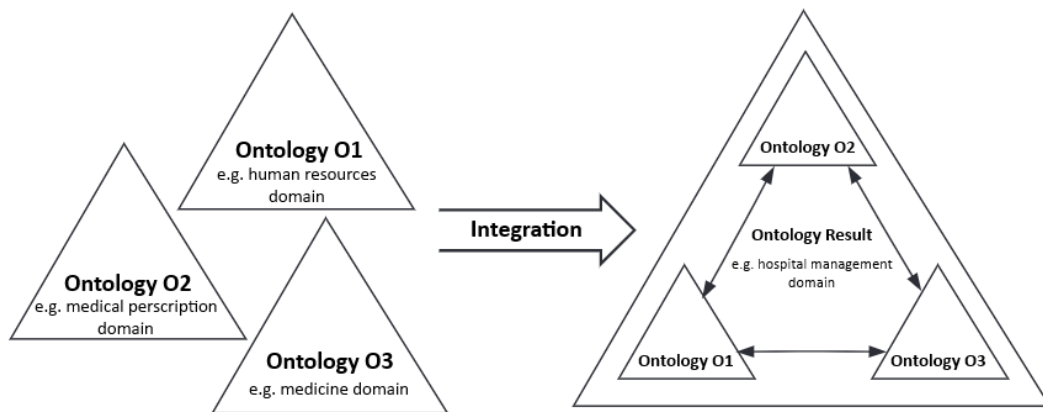 Ontology O1
e.g. human resources
domain
Ontology O2
e.g. medical perscription
domain
Ontology O3
e.g. medicine domain
Integration
Ontology O2
Ontology Result
e.g. hospital management
domain
Ontology O1
Ontology O3